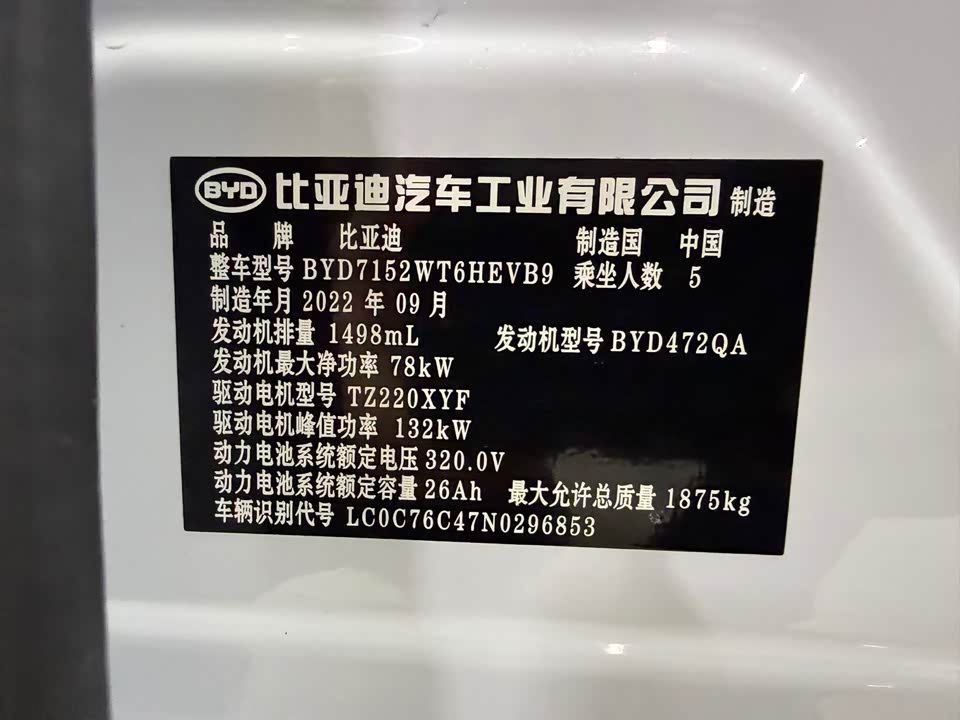 BYD 比亚迪汽车工业有限公司 制造
品 牌 比亚迪 制造国 中国
整车型号 BYD7152WT6HEVB9 乘坐人数 5
制造年月 2022 年 09 月
发动机排量 1498mL 发动机型号 BYD472QA
发动机最大净功率 78kW
驱动电机型号 TZ220XYF
驱动电机峰值功率 132kW
动力电池系统额定电压 320.0V
动力电池系统额定容量 26Ah 最大允许总质量 1875kg
车辆识别代号 LC0C76C47N0296853